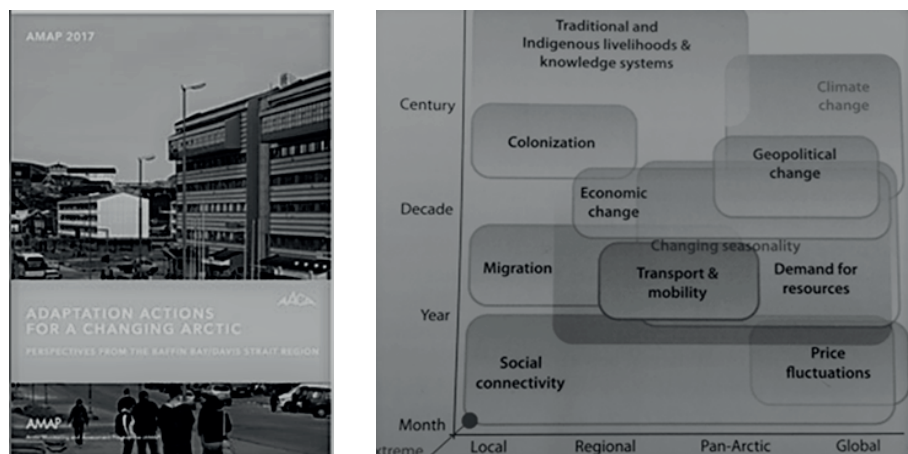 AMAP 2017
ADAPTATION ACTIONS
FOR A CHANGING ARCTIC
PERSPECTIVES FROM THE BAFFIN BAY/DAVIS STRAIT REGION
AMAP
Traditional and
Indigenous livelihoods &
knowledge systems
Climate
change
Century
Colonization
Geopolitical
change
Economic
change
Decade
Changing seasonality
Migration
Transport &
mobility
Demand for
resources
Year
Social
connectivity
Price
fluctuations
Month
xtreme
Local
Regional
Pan-Arctic
Global